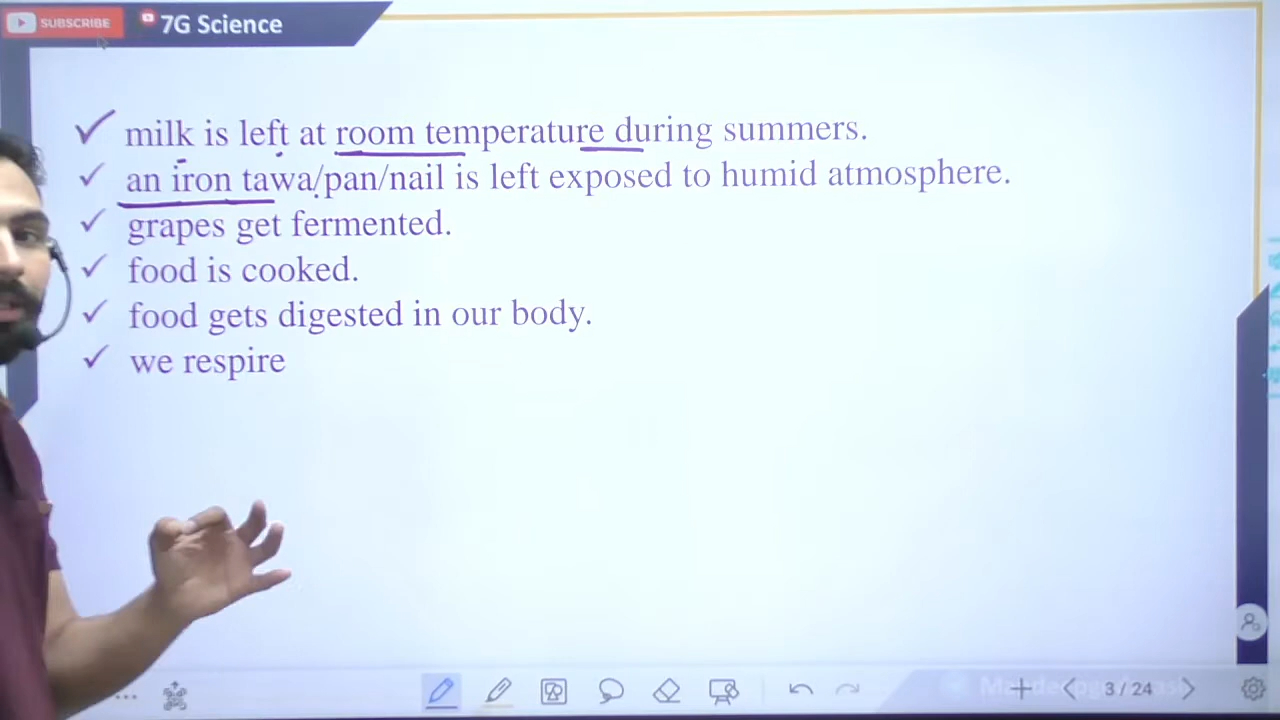 SUBSCRIBE
7G Science
milk is left at room temperature during summers.
an iron tawa/pan/nail is left exposed to humid atmosphere.
grapes get fermented.
food is cooked.
food gets digested in our body.
we respire
3 / 24